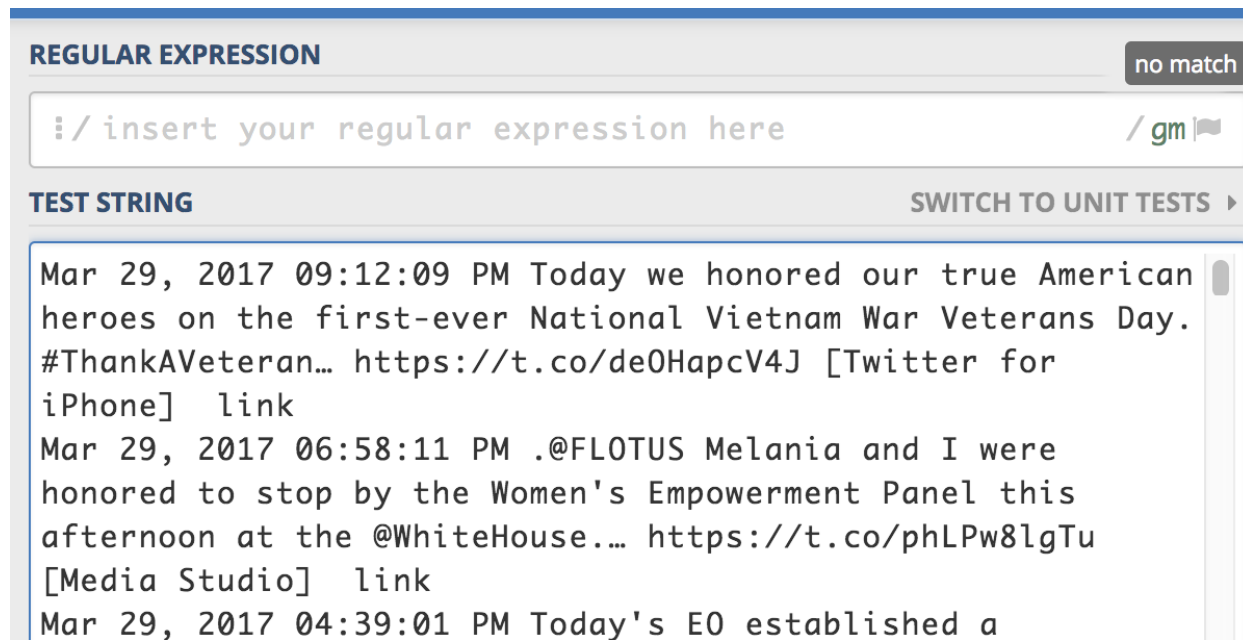 REGULAR EXPRESSION
no match
/ insert your regular expression here / gm
TEST STRING SWITCH TO UNIT TESTS
Mar 29, 2017 09:12:09 PM Today we honored our true American
heroes on the first-ever National Vietnam War Veterans Day.
#ThankAVeteran… https://t.co/deOHapcV4J [Twitter for
iPhone]  link
Mar 29, 2017 06:58:11 PM .@FLOTUS Melania and I were
honored to stop by the Women's Empowerment Panel this
afternoon at the @WhiteHouse.… https://t.co/phLPw8lgTu
[Media Studio]  link
Mar 29, 2017 04:39:01 PM Today's EO established a